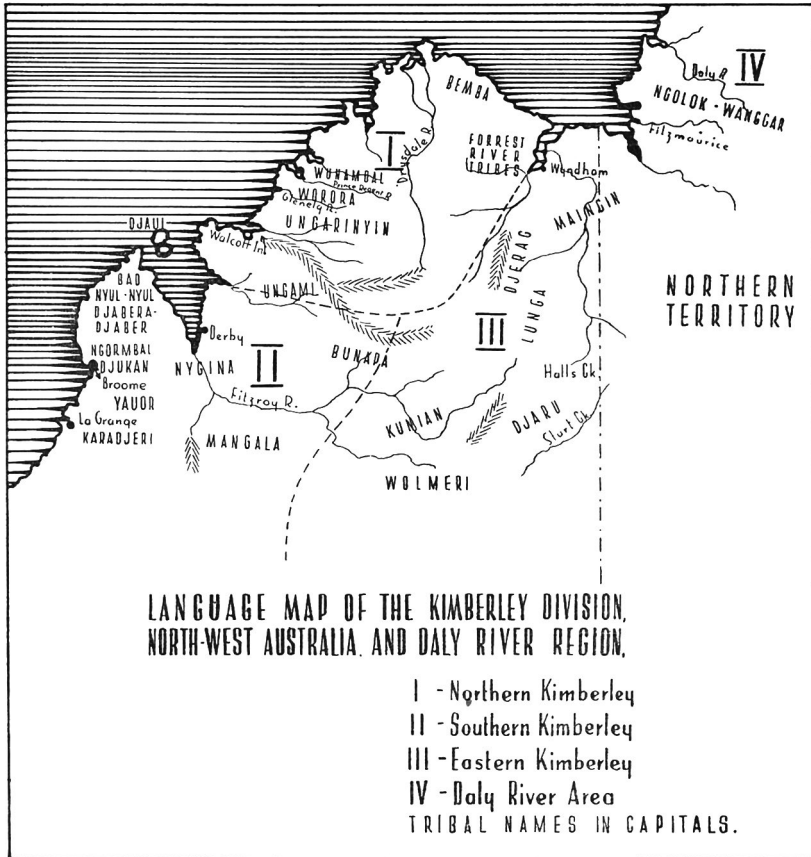 IV
Daly R.
NGOLOK-WANGGAR
Fitzmaurice
BEMBA
I
Drysdale R.
FORREST
RIVER
TRIBES
Wyndham
WUNAMBAL
Prince Regent R.
WORORA
Glenelg R.
UNGARINYIN
MAINGIN
DJAUI
Walcott In.
DJERAG
LUNGA
NORTHERN
TERRITORY
BAD
NYUL-NYUL
DJABERA-
DJABER
UNGAMI
Derby
III
NGORMBAL
DJUKAN
Broome
YAUOR
La Grange
KARADJERI
NYGINA
II
BUNABA
Halls Ck.
Fitzroy R.
KUNIAN
DJARU
Sturt Ck.
MANGALA
WOLMERI
LANGUAGE MAP OF THE KIMBERLEY DIVISION,
NORTH-WEST AUSTRALIA. AND DALY RIVER REGION.
I - Northern Kimberley
II - Southern Kimberley
III - Eastern Kimberley
IV - Daly River Area
TRIBAL NAMES IN CAPITALS.